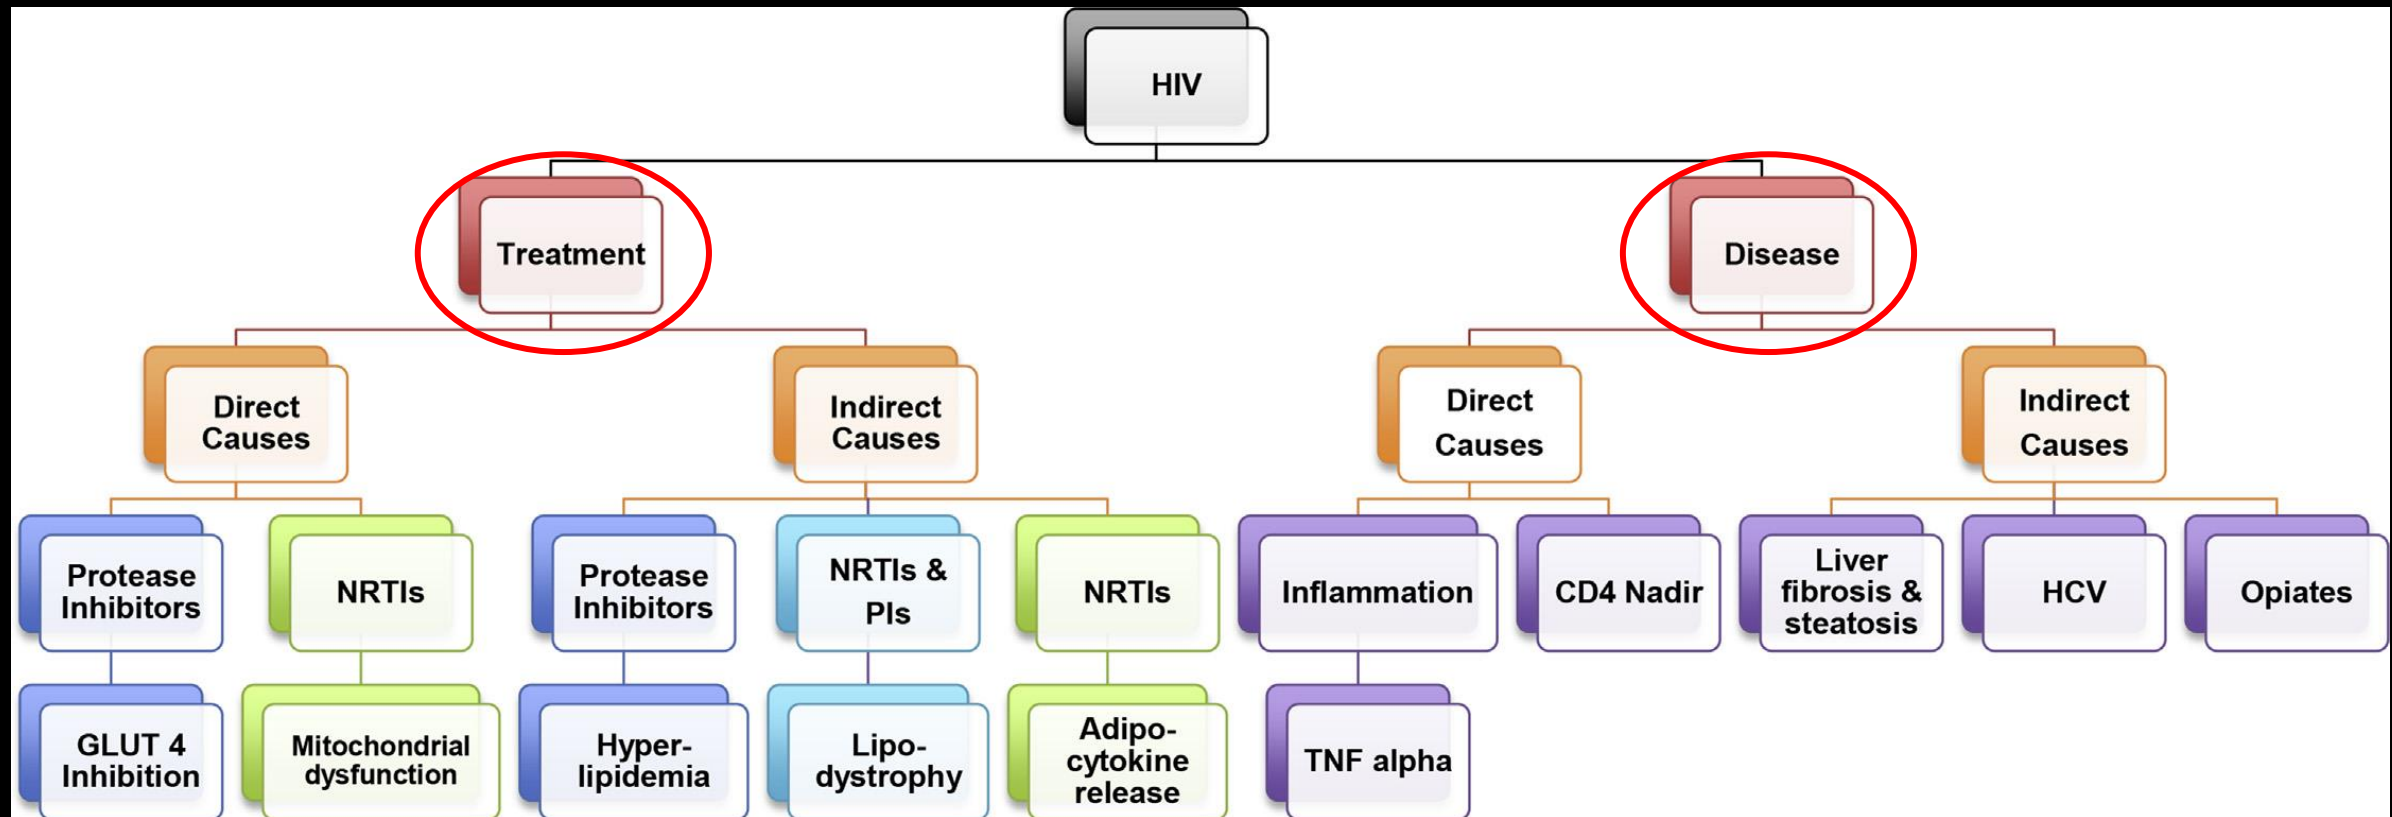 HIV
Treatment
Disease
Direct
Causes
Indirect
Causes
Direct
Causes
Indirect
Causes
Protease
Inhibitors
NRTIs
Protease
Inhibitors
NRTIs &
PIs
NRTIs
Inflammation
CD4 Nadir
Liver
fibrosis &
steatosis
HCV
Opiates
GLUT 4
Inhibition
Mitochondrial
dysfunction
Hyper-
lipidemia
Lipo-
dystrophy
Adipo-
cytokine
release
TNF alpha